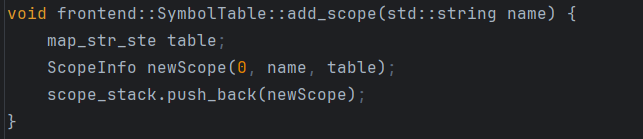 void frontend::SymbolTable::add_scope(std::string name) {
    map_str_ste table;
    ScopeInfo newScope(0, name, table);
    scope_stack.push_back(newScope);
}